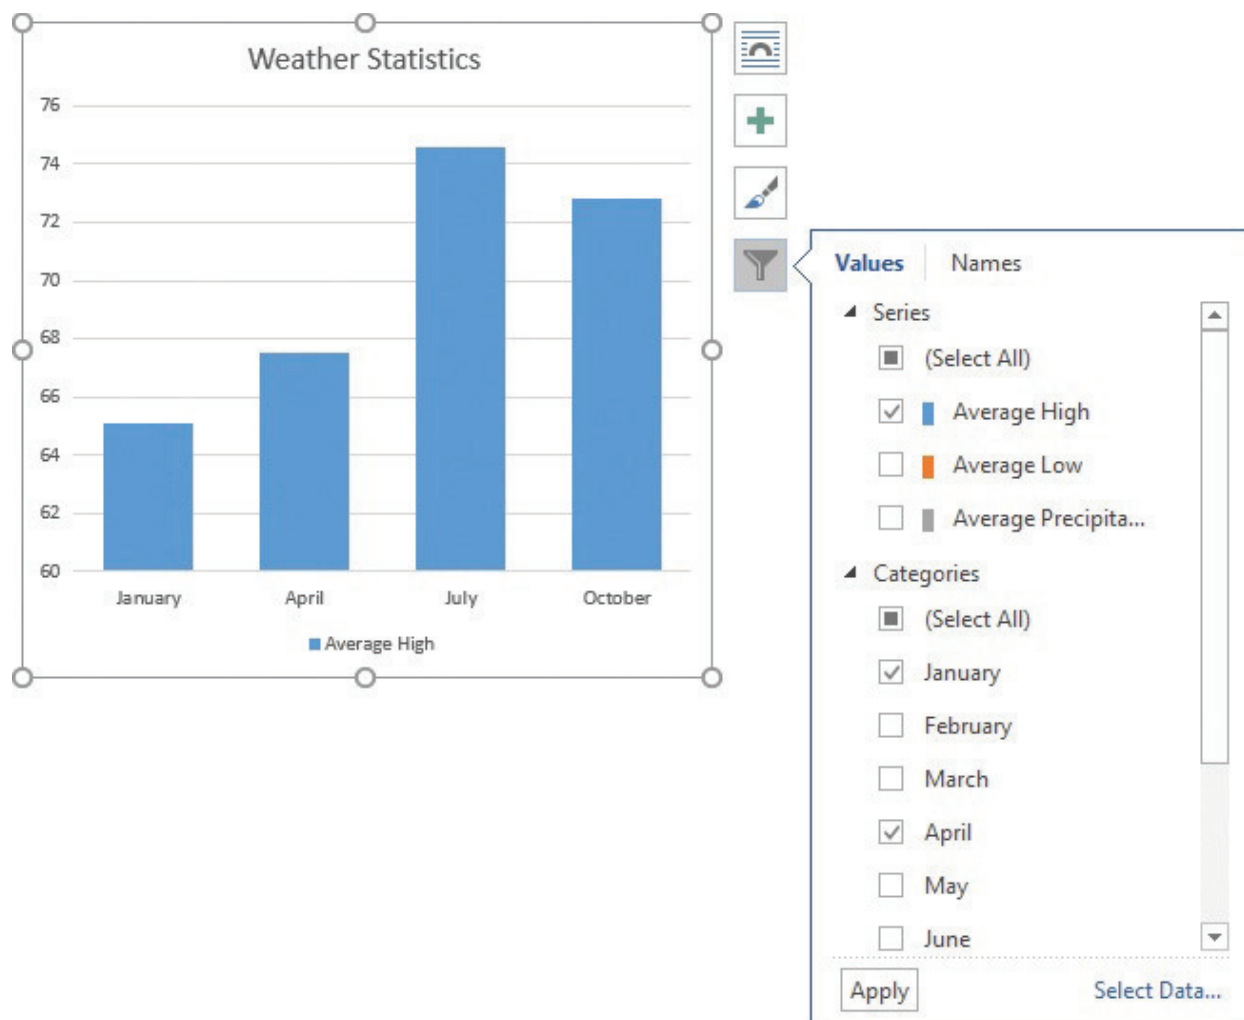 Weather Statistics
76
74
72
70
68
66
64
62
60
January April July October
Average High
Values Names
Series
(Select All)
Average High
Average Low
Average Precipita...
Categories
(Select All)
January
February
March
April
May
June
Apply Select Data...